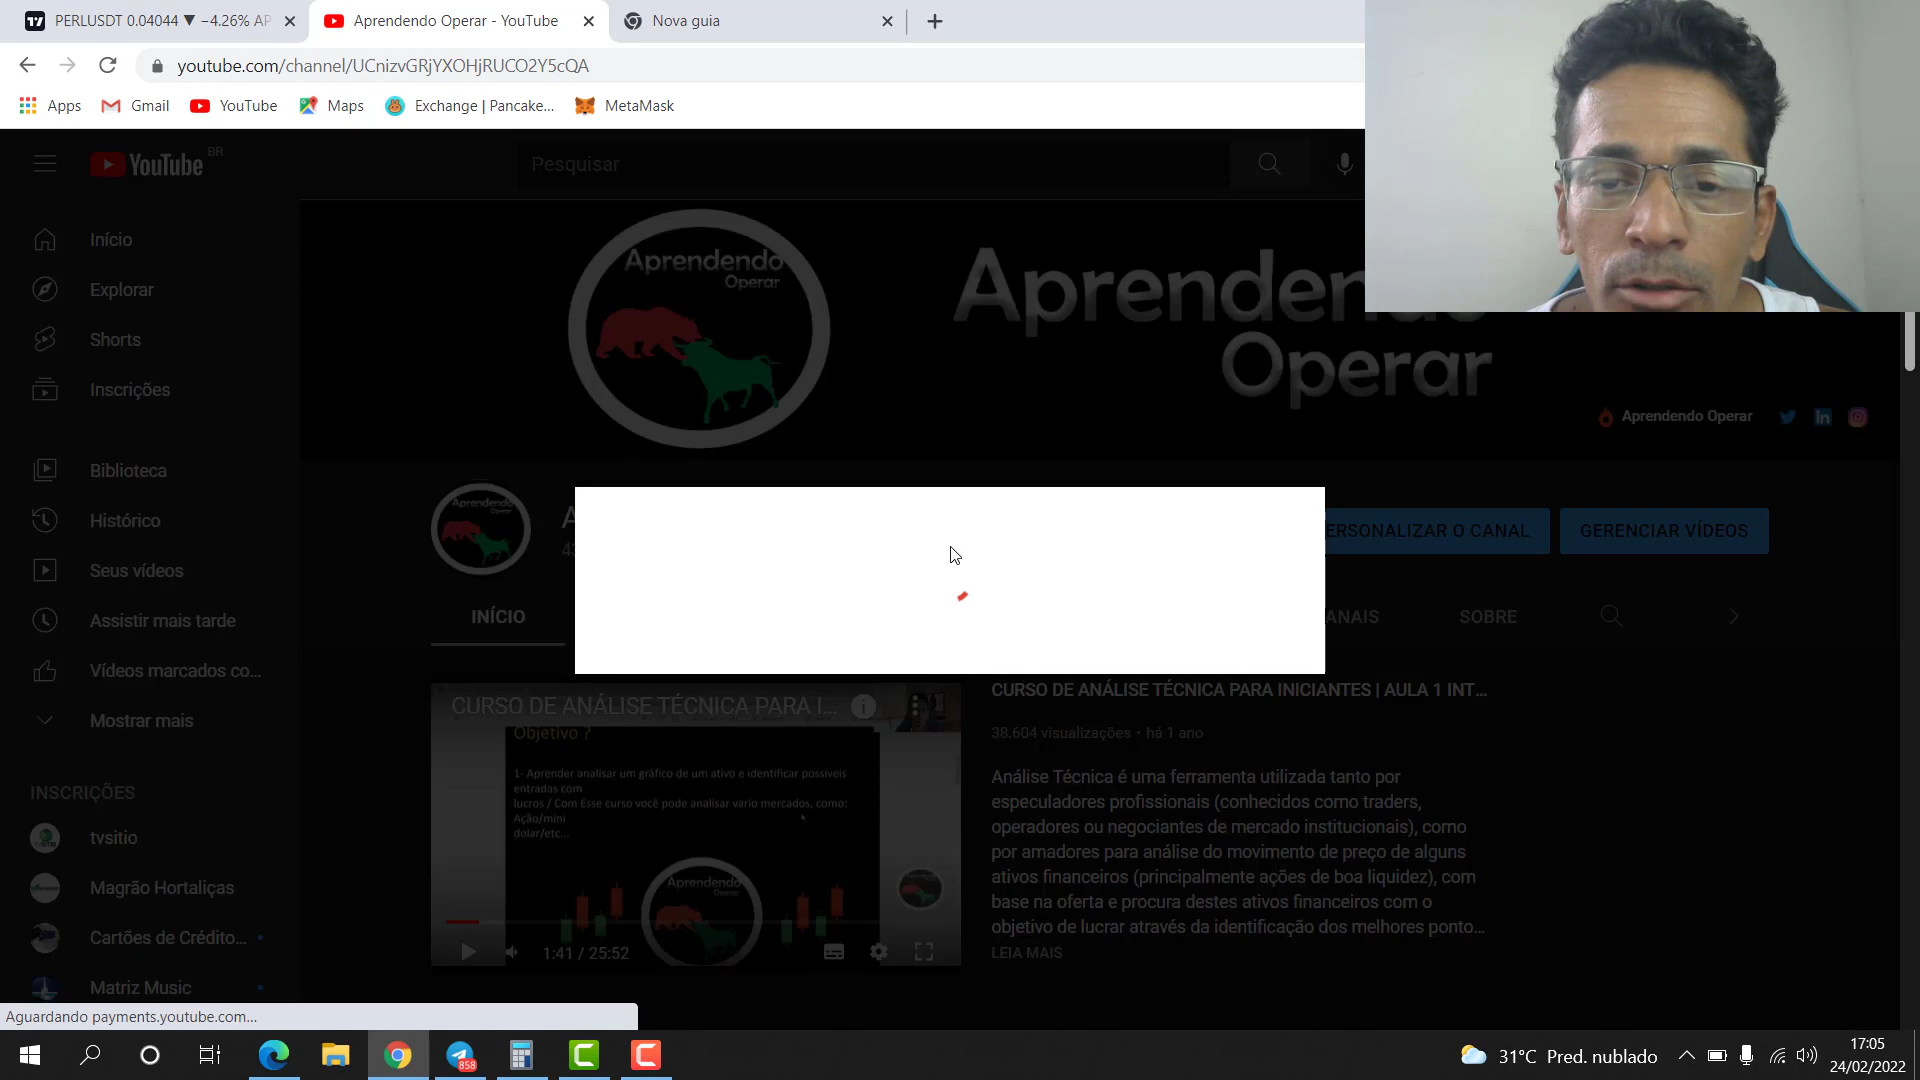 PERLUSDT 0.04044 ▼ −4.26% AP
Aprendendo Operar - YouTube
Nova guia
youtube.com/channel/UCnizvGRjYXOHjRUCO2Y5cQA
Apps
Gmail
YouTube
Maps
Exchange | Pancake...
MetaMask
YouTube BR
Pesquisar
Início
Explorar
Shorts
Inscrições
Biblioteca
Histórico
Seus vídeos
Assistir mais tarde
Vídeos marcados co...
Mostrar mais
INSCRIÇÕES
tvsitio
Magrão Hortaliças
Cartões de Crédito...
Matriz Music
Aprendendo
Operar
Operar
Aprendendo Operar
Aprendendo
Operar
ERSONALIZAR O CANAL
GERENCIAR VÍDEOS
INÍCIO
ANAIS
SOBRE
CURSO DE ANÁLISE TÉCNICA PARA I...
Objetivo ?
1- Aprender analisar um gráfico de um ativo e identificar possíveis
entradas com
lucros / Com Esse curso você pode analisar vario mercados, como:
Ação/mini
dolar/etc...
Aprendendo
Operar
1:41 / 25:52
CURSO DE ANÁLISE TÉCNICA PARA INICIANTES | AULA 1 INT...
38.604 visualizações • há 1 ano
Análise Técnica é uma ferramenta utilizada tanto por
especuladores profissionais (conhecidos como traders,
operadores ou negociantes de mercado institucionais), como
por amadores para análise do movimento de preço de alguns
ativos financeiros (principalmente ações de boa liquidez), com
base na oferta e procura destes ativos financeiros com o
objetivo de lucrar através da identificação dos melhores ponto...
LEIA MAIS
Aguardando payments.youtube.com...
858
31°C Pred. nublado
17:05
24/02/2022